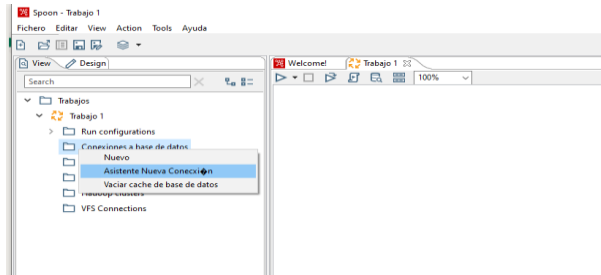 Spoon - Trabajo 1
Fichero Editar View Action Tools Ayuda
View Design
Welcome! Trabajo 1
Search
100%
Trabajos
Trabajo 1
Run configurations
Conexiones a base de datos
Nuevo
Asistente Nueva Conecxi�n
Vaciar cache de base de datos
Hadoop clusters
VFS Connections